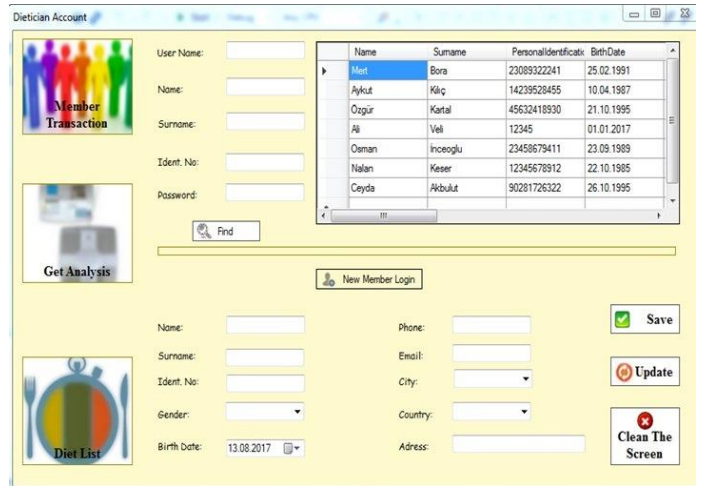 Dietician Account
Member
Transaction
Get Analysis
Diet List
User Name:
Name:
Surname:
Ident. No:
Password:
Find
Name Surname PersonalIdentificatic BirthDate
Mert Bora 23089322241 25.02.1991
Aykut Kılıç 14239528455 10.04.1987
Özgür Kartal 45632418930 21.10.1995
Ali Veli 12345 01.01.2017
Osman İnceoglu 23458679411 23.09.1989
Nalan Keser 12345678912 22.10.1985
Ceyda Akbulut 90281726322 26.10.1995
New Member Login
Name:
Surname:
Ident. No:
Gender:
Birth Date: 13.08.2017
Phone:
Email:
City:
Country:
Adress:
Save
Update
Clean The
Screen